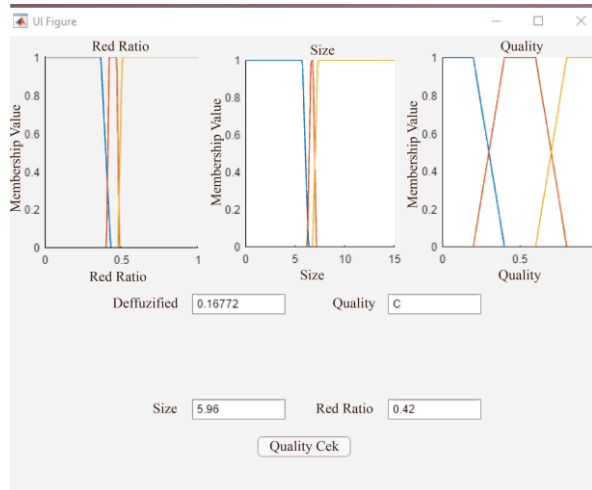 UI Figure
Red Ratio
Size
Quality
Membership Value
1
0.8
0.6
0.4
0.2
0
0
0.5
1
Red Ratio
Membership Value
1
0.8
0.6
0.4
0.2
0
0
5
10
15
Size
Membership Value
1
0.8
0.6
0.4
0.2
0
0
0.5
Quality
Deffuzified 0.16772 Quality C
Size 5.96 Red Ratio 0.42
Quality Cek